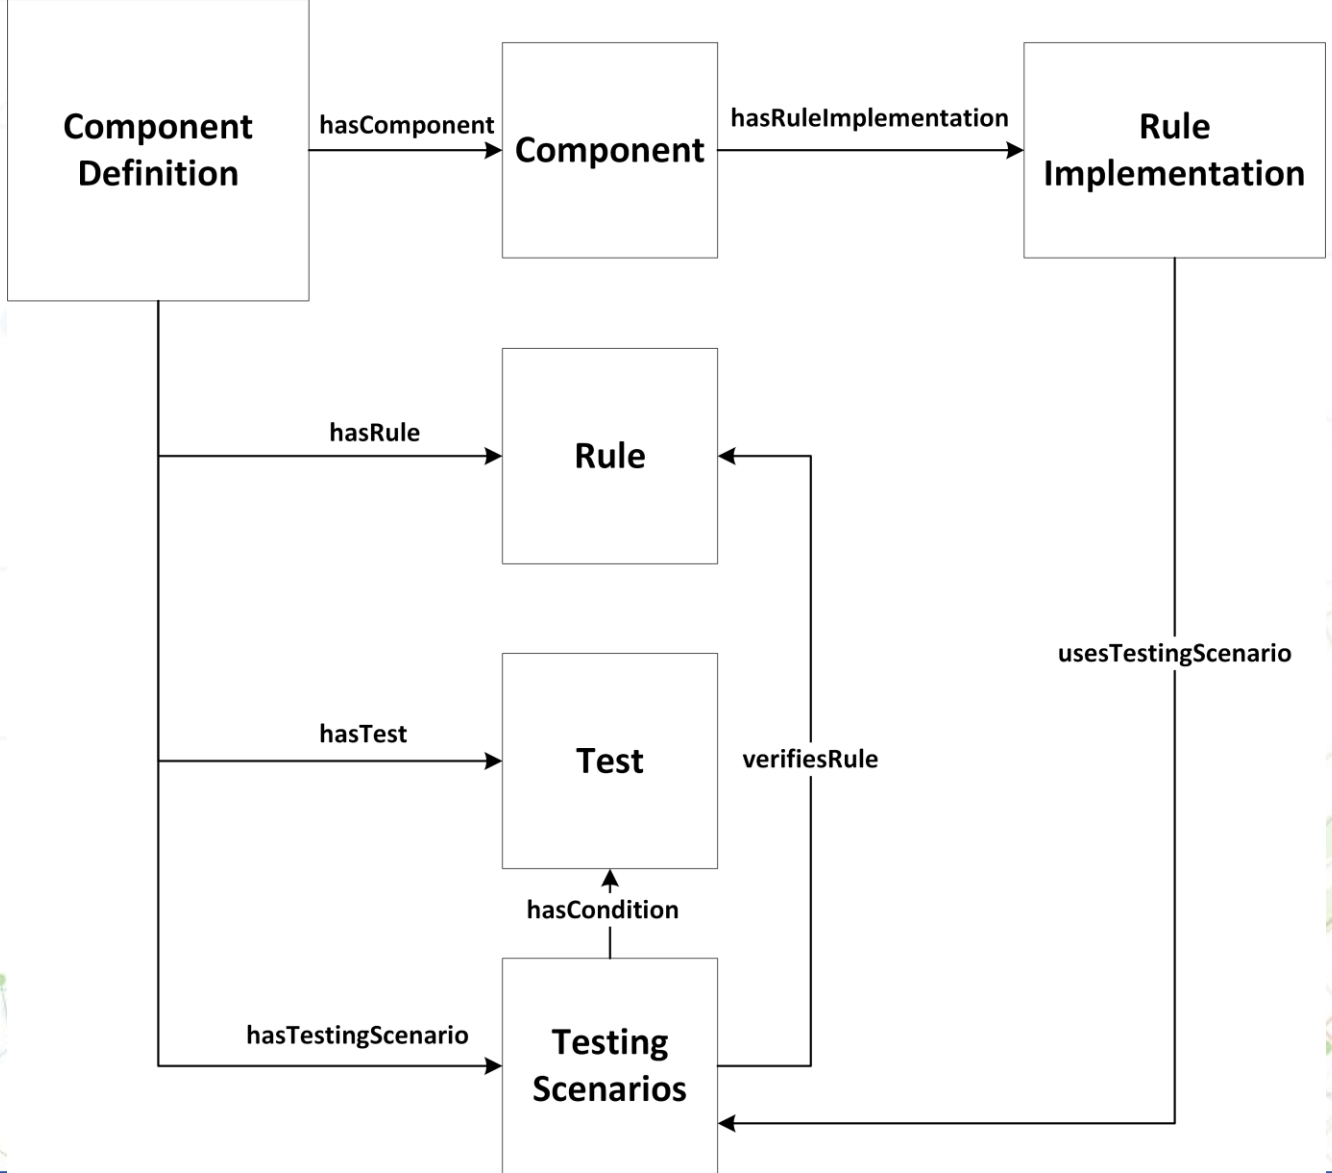 Component
Definition
hasComponent
Component
hasRuleImplementation
Rule
Implementation
hasRule
Rule
usesTestingScenario
hasTest
Test
verifiesRule
hasCondition
hasTestingScenario
Testing
Scenarios